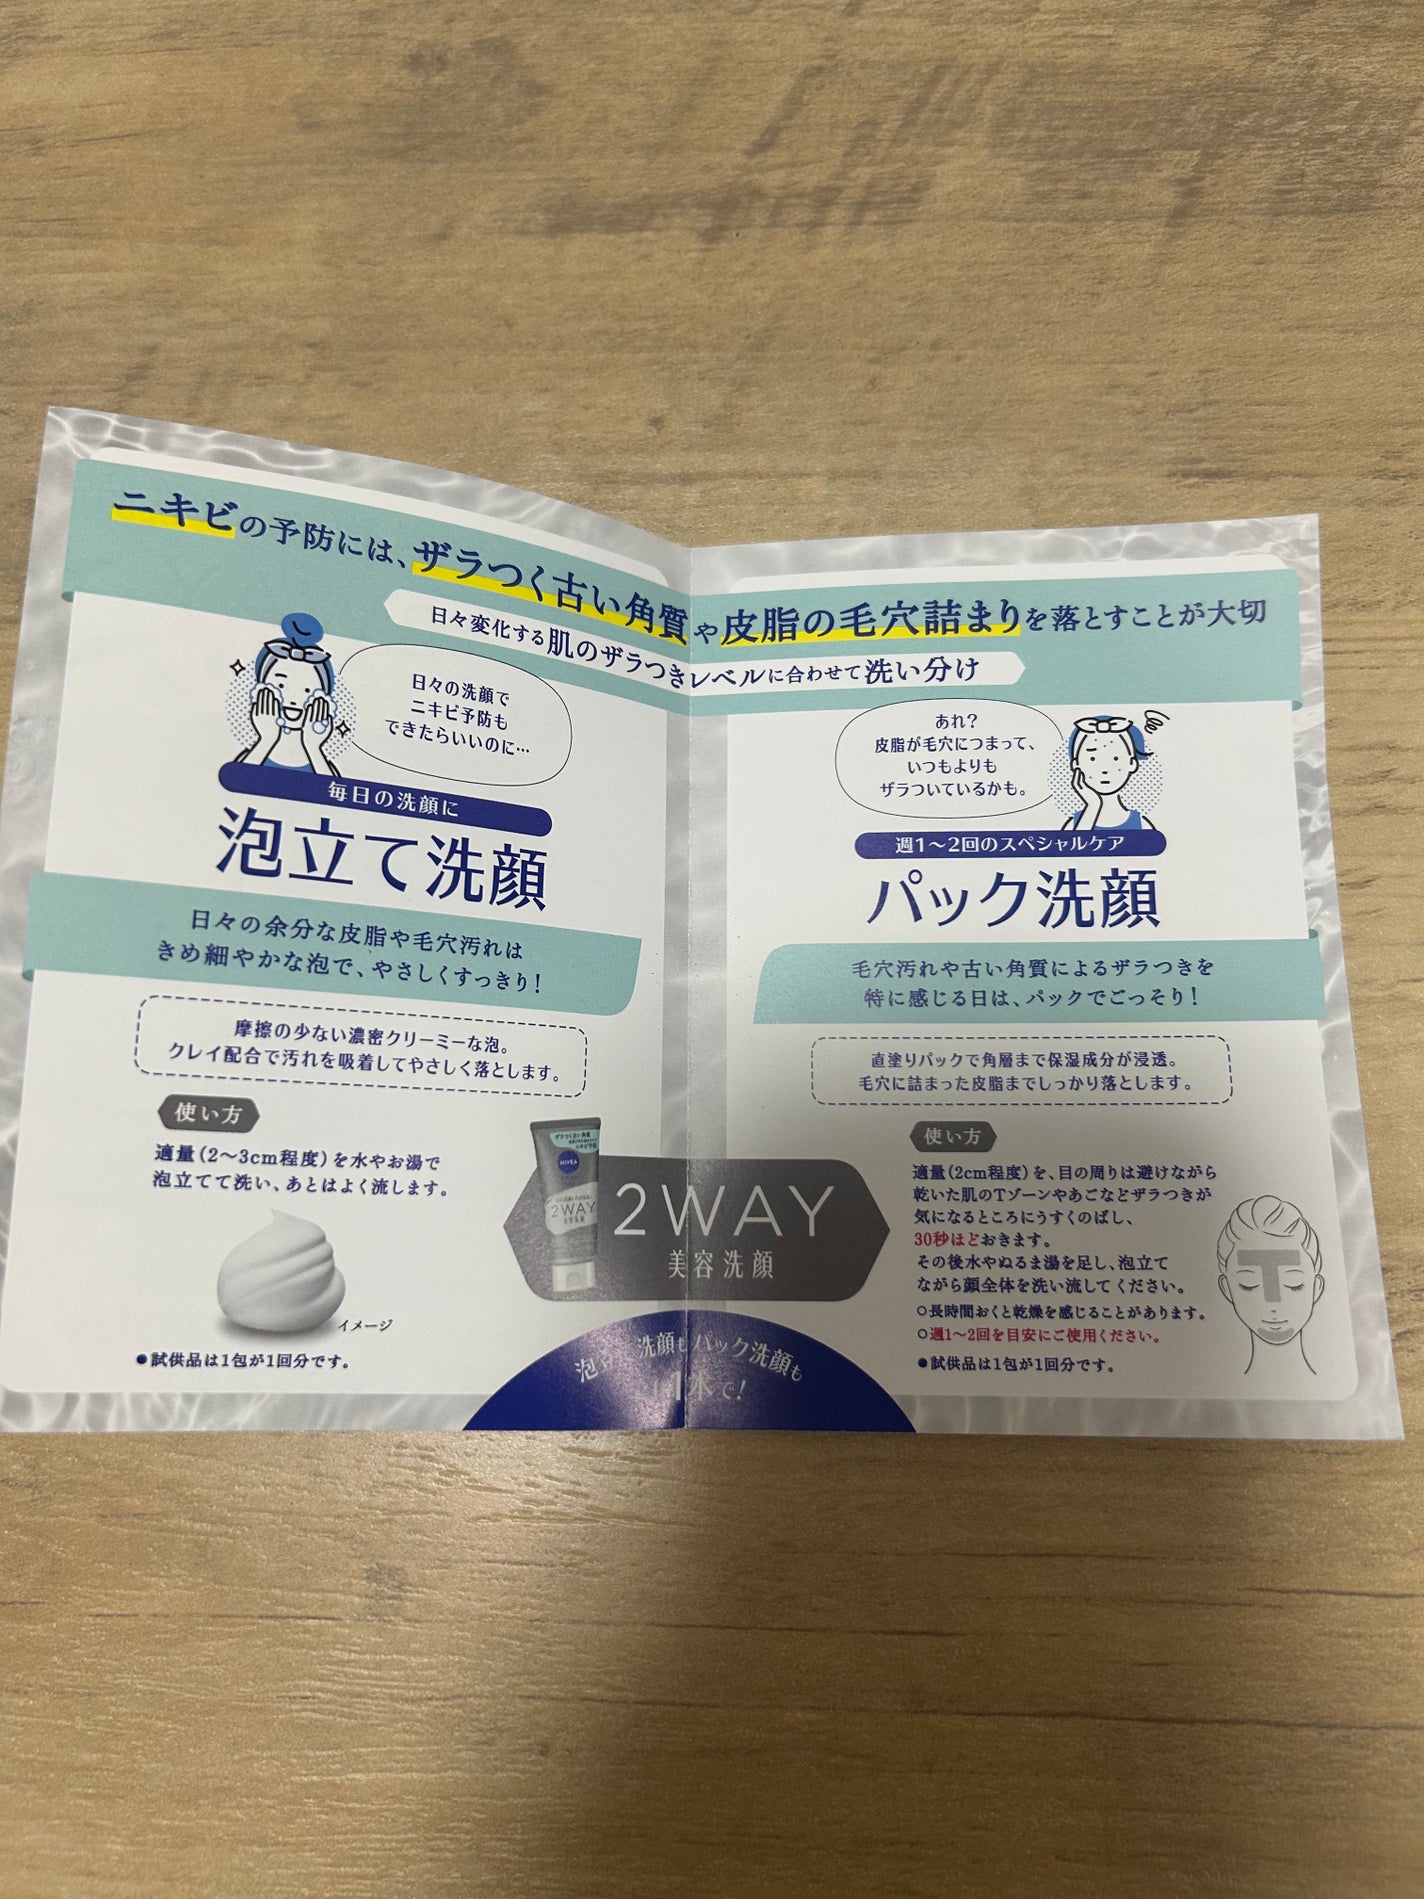 ニキビの予防には、ザラつく古い角質や皮脂の毛穴詰まりを落とすことが大切
日々変化する肌のザラつきレベルに合わせて洗い分け
日々の洗顔で
ニキビ予防も
できたらいいのに…
毎日の洗顔に
泡立て洗顔
日々の余分な皮脂や毛穴汚れは
きめ細やかな泡で、やさしくすっきり!
摩擦の少ない濃密クリーミーな泡。
クレイ配合で汚れを吸着してやさしく落とします。
使い方
適量(2〜3cm程度)を水やお湯で
泡立てて洗い、あとはよく流します。
イメージ
●試供品は1包が1回分です。
あれ?
皮脂が毛穴につまって、
いつもよりも
ザラついているかも。
週1〜2回のスペシャルケア
パック洗顔
毛穴汚れや古い角質によるザラつきを
特に感じる日は、パックでごっそり!
直塗りパックで角層まで保湿成分が浸透。
毛穴に詰まった皮脂までしっかり落とします。
使い方
適量(2cm程度)を、目の周りは避けながら
乾いた肌のTゾーンやあごなどザラつきが
気になるところにうすくのばし、
30秒ほどおきます。
その後水やぬるま湯を足し、泡立て
ながら顔全体を洗い流してください。
○長時間おくと乾燥を感じることがあります。
○週1〜2回を目安にご使用ください。
●試供品は1包が1回分です。
ザラつく古い角質
NIVEA
2WAY
美容洗顔
2WAY
美容洗顔
泡立て洗顔もパック洗顔も
1本で!